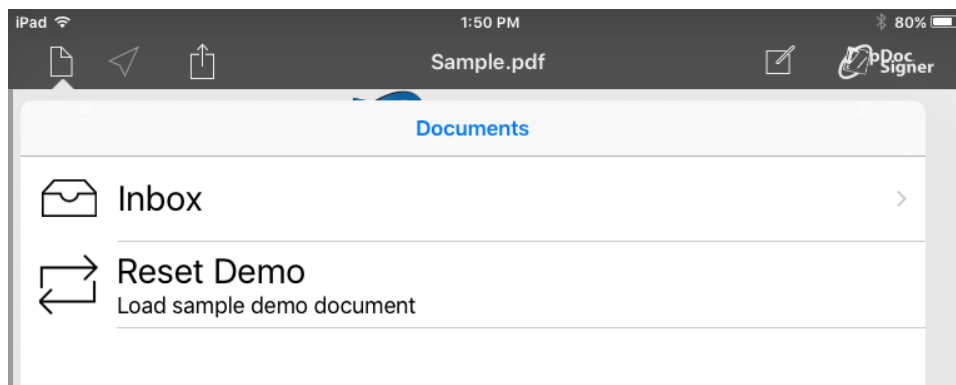 iPad 1:50 PM 80%
Sample.pdf
pDoc
Signer
Documents
Inbox
Reset Demo
Load sample demo document